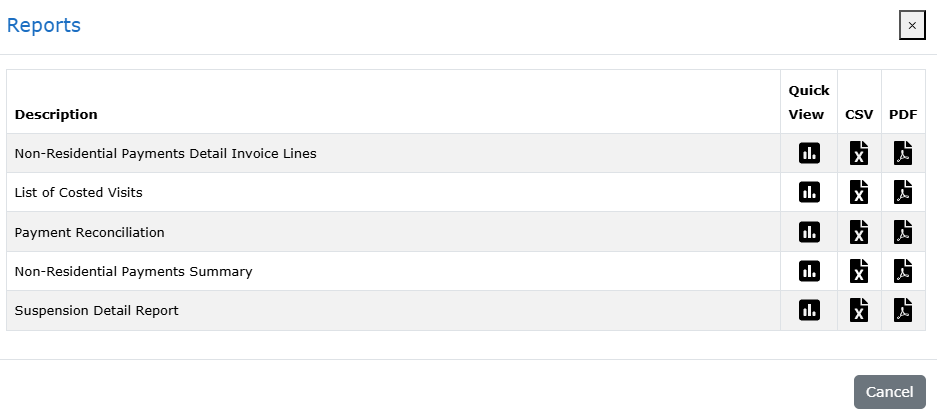 Reports
×
Quick
View
Description CSV PDF
Non-Residential Payments Detail Invoice Lines
List of Costed Visits
Payment Reconciliation
Non-Residential Payments Summary
Suspension Detail Report
Cancel